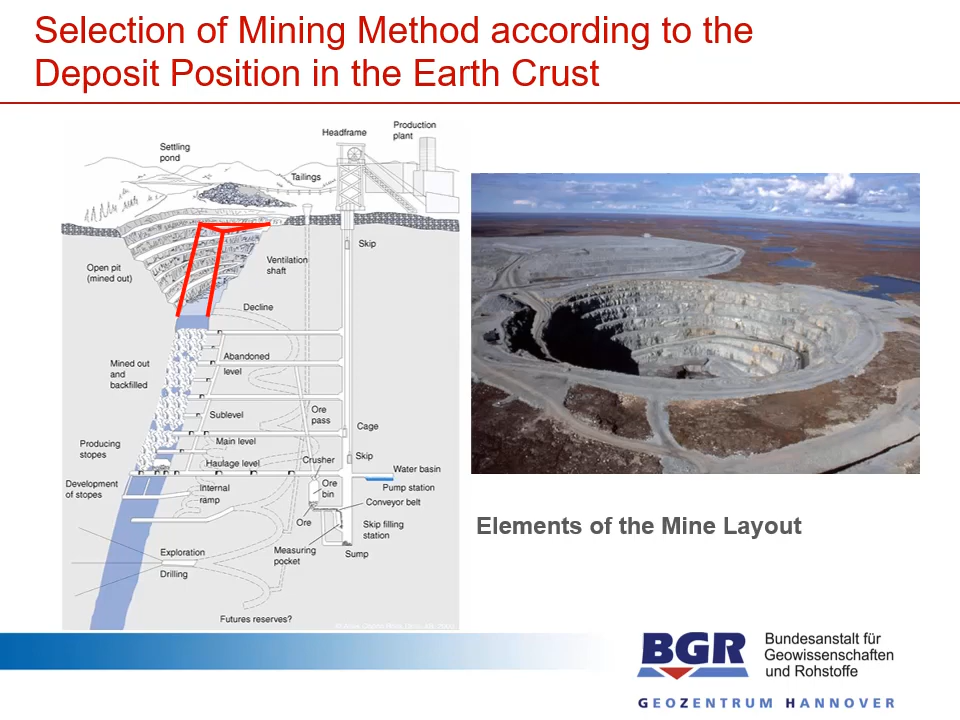 Selection of Mining Method according to the
Deposit Position in the Earth Crust
Production
plant
Headframe
Settling
pond
Tailings
Skip
Open pit
(mined out)
Ventilation
shaft
Decline
Mined out
and
backfilled
Abandoned
level
Sublevel
Ore
pass
Cage
Main level
Producing
stopes
Haulage level
Crusher
Skip
Water basin
Development
of stopes
Internal
ramp
Ore
bin
Pump station
Conveyor belt
Ore
Skip filling
station
Measuring
pocket
Sump
Exploration
Drilling
Futures reserves?
Elements of the Mine Layout
BGR
Bundesanstalt für
Geowissenschaften
und Rohstoffe
GEOZENTRUM HANNOVER